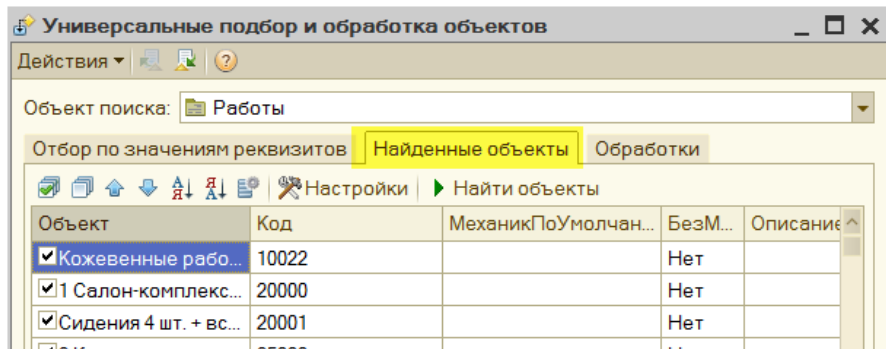 Универсальные подбор и обработка объектов
Действия
Объект поиска: Работы
Отбор по значениям реквизитов Найденные объекты Обработки
Настройки Найти объекты
Объект Код МеханикПоУмолчан... БезМ... Описание
Кожевенные рабо... 10022 Нет
1 Салон-комплекс... 20000 Нет
Сидения 4 шт. + вс... 20001 Нет